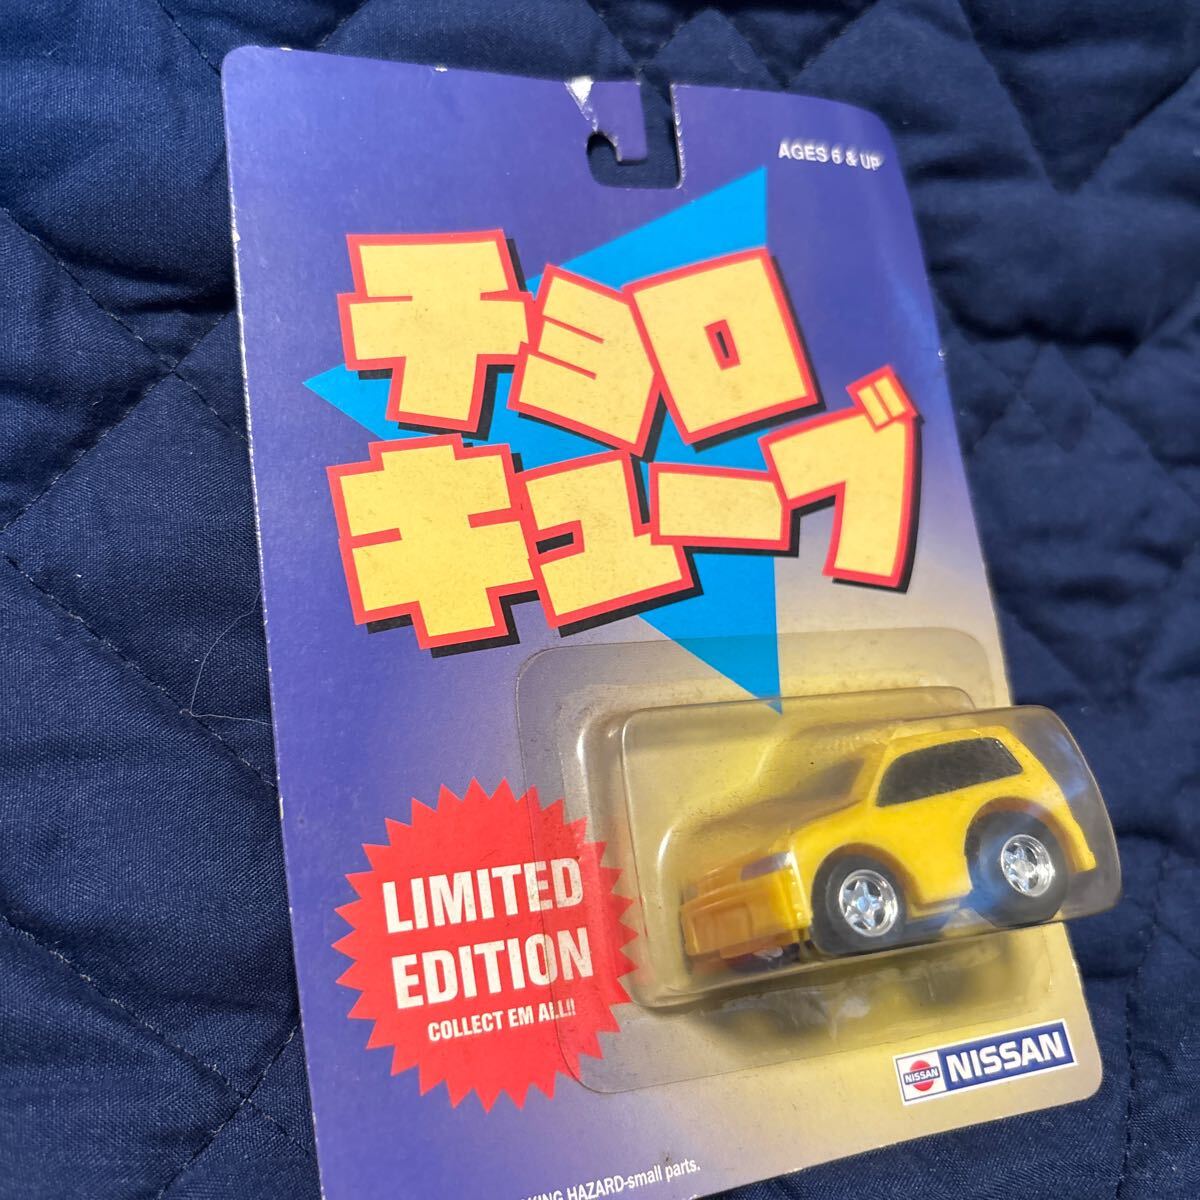 AGES 6 & UP
チョロ
キューブ
LIMITED
EDITION
COLLECT EM ALL!!
NISSAN NISSAN
HAZARD-small parts.